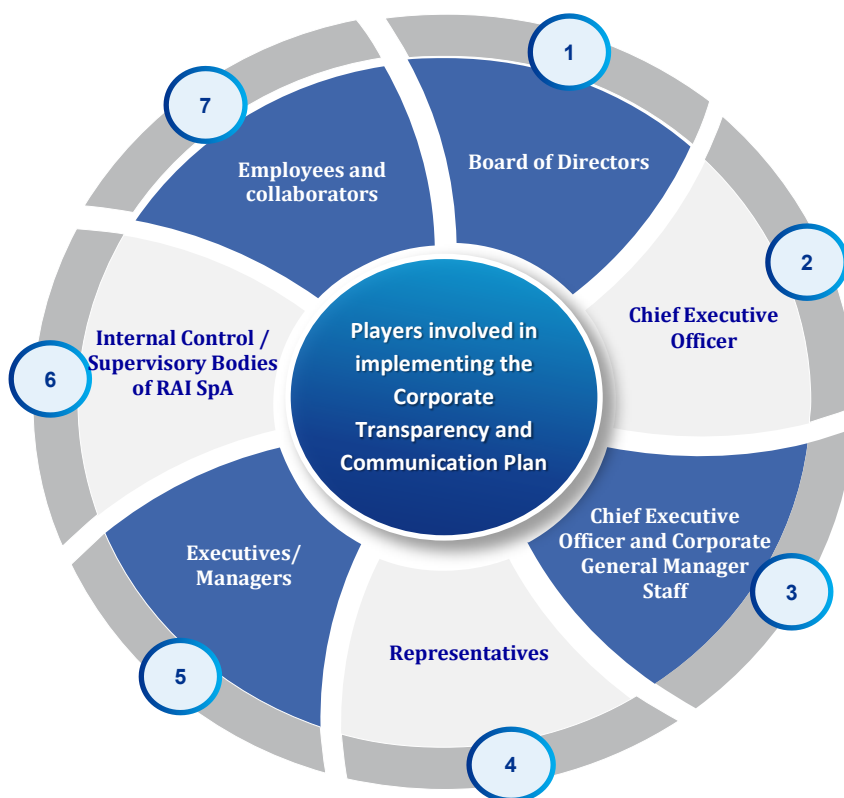 Players involved in
implementing the
Corporate
Transparency and
Communication Plan
1
Board of Directors
2
Chief Executive
Officer
3
Chief Executive
Officer and Corporate
General Manager
Staff
4
Representatives
5
Executives/
Managers
6
Internal Control /
Supervisory Bodies
of RAI SpA
7
Employees and
collaborators